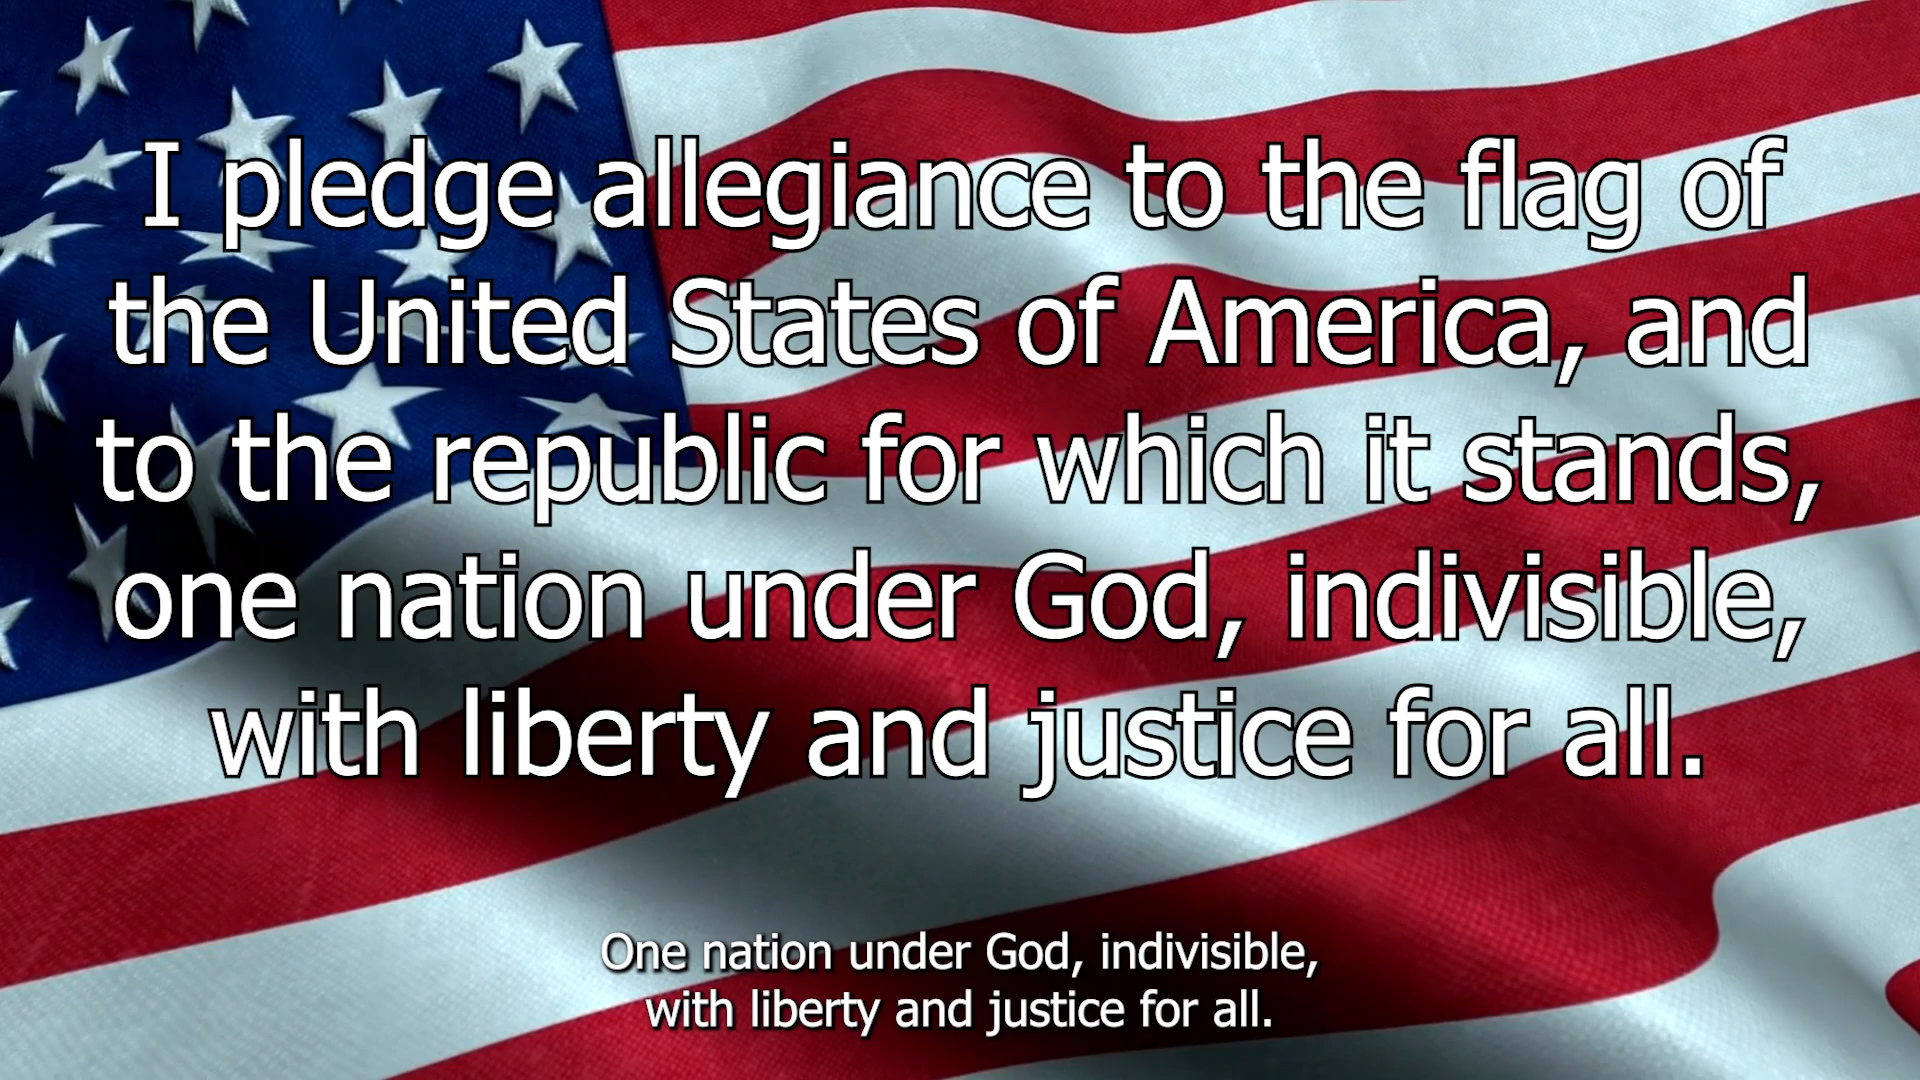 I pledge allegiance to the flag of
the United States of America, and
to the republic for which it stands,
one nation under God, indivisible,
with liberty and justice for all.
One nation under God, indivisible,
with liberty and justice for all.